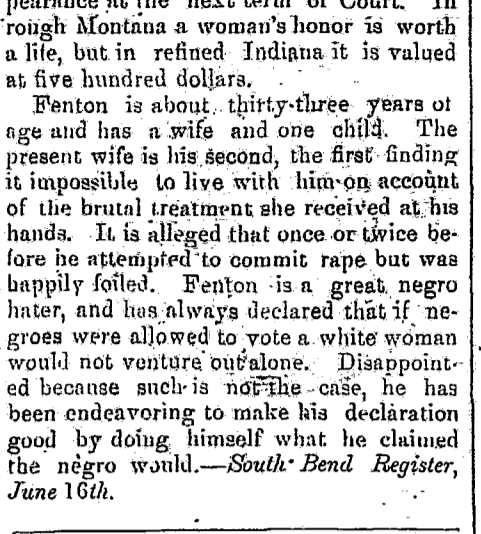 pearance at the next term of Court. In
rough Montana a woman's honor is worth
a life, but in refined Indiana it is valued
at five hundred dollars.
Fenton is about thirty-three years of
age and has a wife and one child. The
present wife is his second, the first finding
it impossible to live with him on account
of the brutal treatment she received at his
hands. It is alleged that once or twice be-
fore he attempted to commit rape but was
happily foiled. Fenton is a great negro
hater, and has always declared that if ne-
groes were allowed to vote a white woman
would not venture out alone. Disappoint-
ed because such is not the case, he has
been endeavoring to make his declaration
good by doing himself what he claimed
the negro would.—South Bend Register,
June 16th.